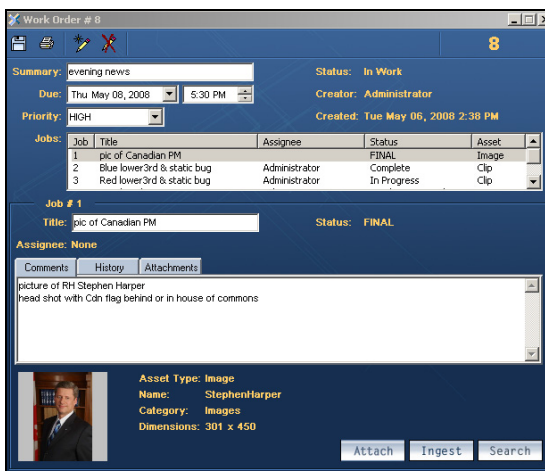 Work Order # 8
8
Summary: evening news
Status: In Work
Due: Thu May 08, 2008 5:30 PM
Creator: Administrator
Priority: HIGH
Created: Tue May 06, 2008 2:38 PM
Jobs:
Job Title Assignee Status Asset
1 pic of Canadian PM FINAL Image
2 Blue lower3rd & static bug Administrator Complete Clip
3 Red lower3rd & static bug Administrator In Progress Clip
Job # 1
Title: pic of Canadian PM
Status: FINAL
Assignee: None
Comments History Attachments
picture of RH Stephen Harper
head shot with Cdn flag behind or in house of commons
Asset Type: Image
Name: StephenHarper
Category: Images
Dimensions: 301 x 450
Attach Ingest Search